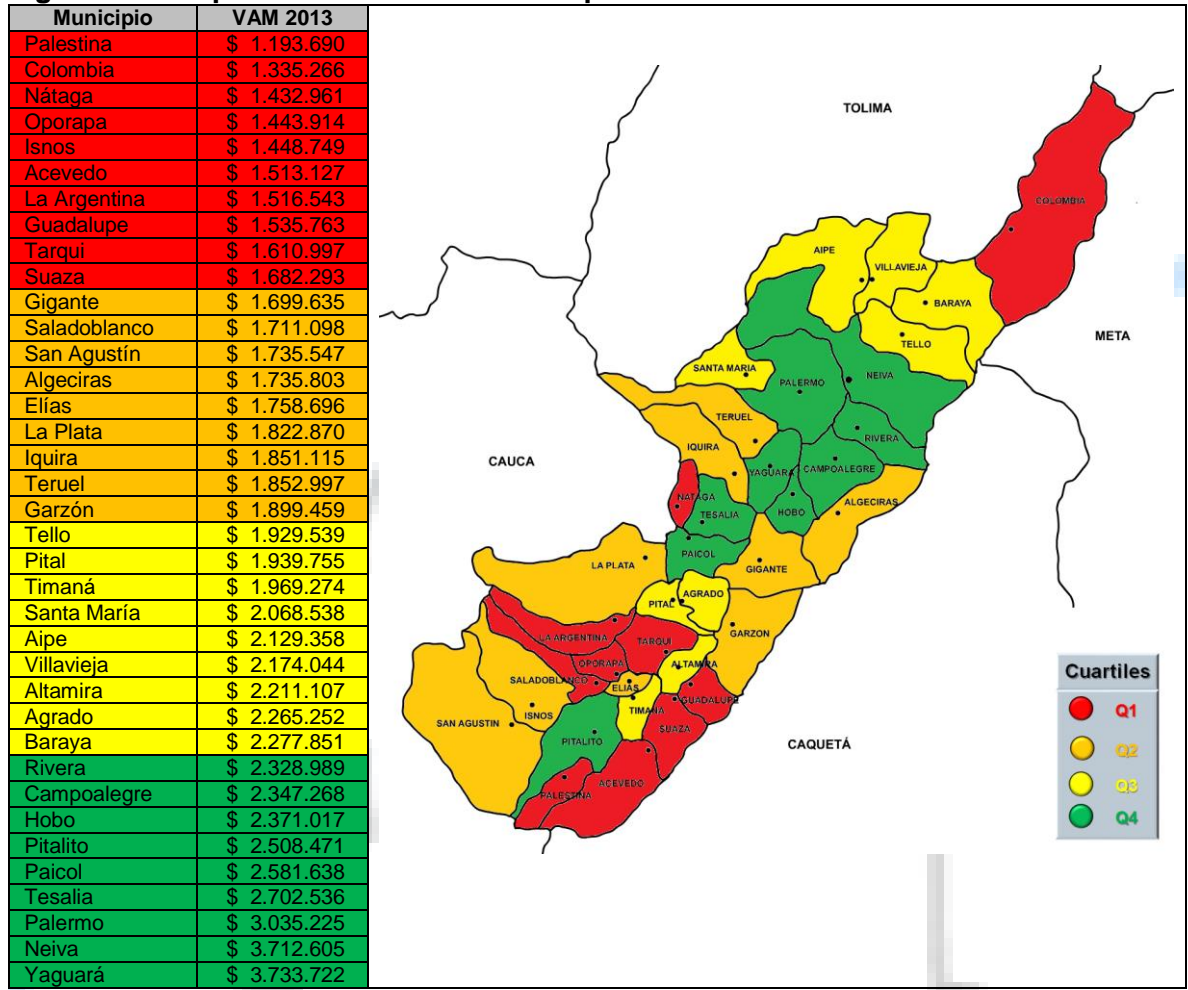 Municipio VAM 2013
Palestina $ 1.193.690
Colombia $ 1.335.266
Nátaga $ 1.432.961
Oporapa $ 1.443.914
Isnos $ 1.448.749
Acevedo $ 1.513.127
La Argentina $ 1.516.543
Guadalupe $ 1.535.763
Tarqui $ 1.610.997
Suaza $ 1.682.293
Gigante $ 1.699.635
Saladoblanco $ 1.711.098
San Agustín $ 1.735.547
Algeciras $ 1.735.803
Elías $ 1.758.696
La Plata $ 1.822.870
Iquira $ 1.851.115
Teruel $ 1.852.997
Garzón $ 1.899.459
Tello $ 1.929.539
Pital $ 1.939.755
Timaná $ 1.969.274
Santa María $ 2.068.538
Aipe $ 2.129.358
Villavieja $ 2.174.044
Altamira $ 2.211.107
Agrado $ 2.265.252
Baraya $ 2.277.851
Rivera $ 2.328.989
Campoalegre $ 2.347.268
Hobo $ 2.371.017
Pitalito $ 2.508.471
Paicol $ 2.581.638
Tesalia $ 2.702.536
Palermo $ 3.035.225
Neiva $ 3.712.605
Yaguará $ 3.733.722
TOLIMA
COLOMBIA
AIPE
VILLAVIEJA
BARAYA
META
TELLO
SANTA MARIA
PALERMO
NEIVA
TERUEL
RIVERA
IQUIRA
CAUCA
YAGUARA
CAMPOALEGRE
NATAGA
ALGECIRAS
TESALIA
HOBO
PAICOL
LA PLATA
GIGANTE
AGRADO
PITAL
GARZON
LA ARGENTINA
TARQUI
OPORAPA
ALTAMIRA
SALADOBLANCO
ELIAS
GUADALUPE
TIMANA
ISNOS
SAN AGUSTIN
SUAZA
PITALITO
CAQUETÁ
ACEVEDO
PALESTINA
Cuartiles
Q1
Q2
Q3
Q4